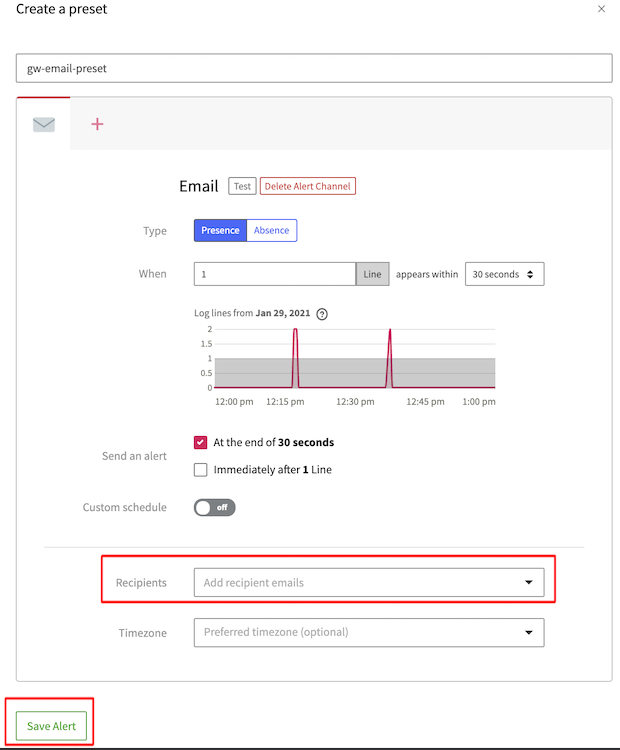 Create a preset ×
gw-email-preset
+
Email Test Delete Alert Channel
Type Presence Absence
When 1 Line appears within 30 seconds
Log lines from Jan 29, 2021 ?
2
1.5
1
0.5
0
12:00 pm 12:15 pm 12:30 pm 12:45 pm 1:00 pm
Send an alert
At the end of 30 seconds
Immediately after 1 Line
Custom schedule off
Recipients Add recipient emails
Timezone Preferred timezone (optional)
Save Alert